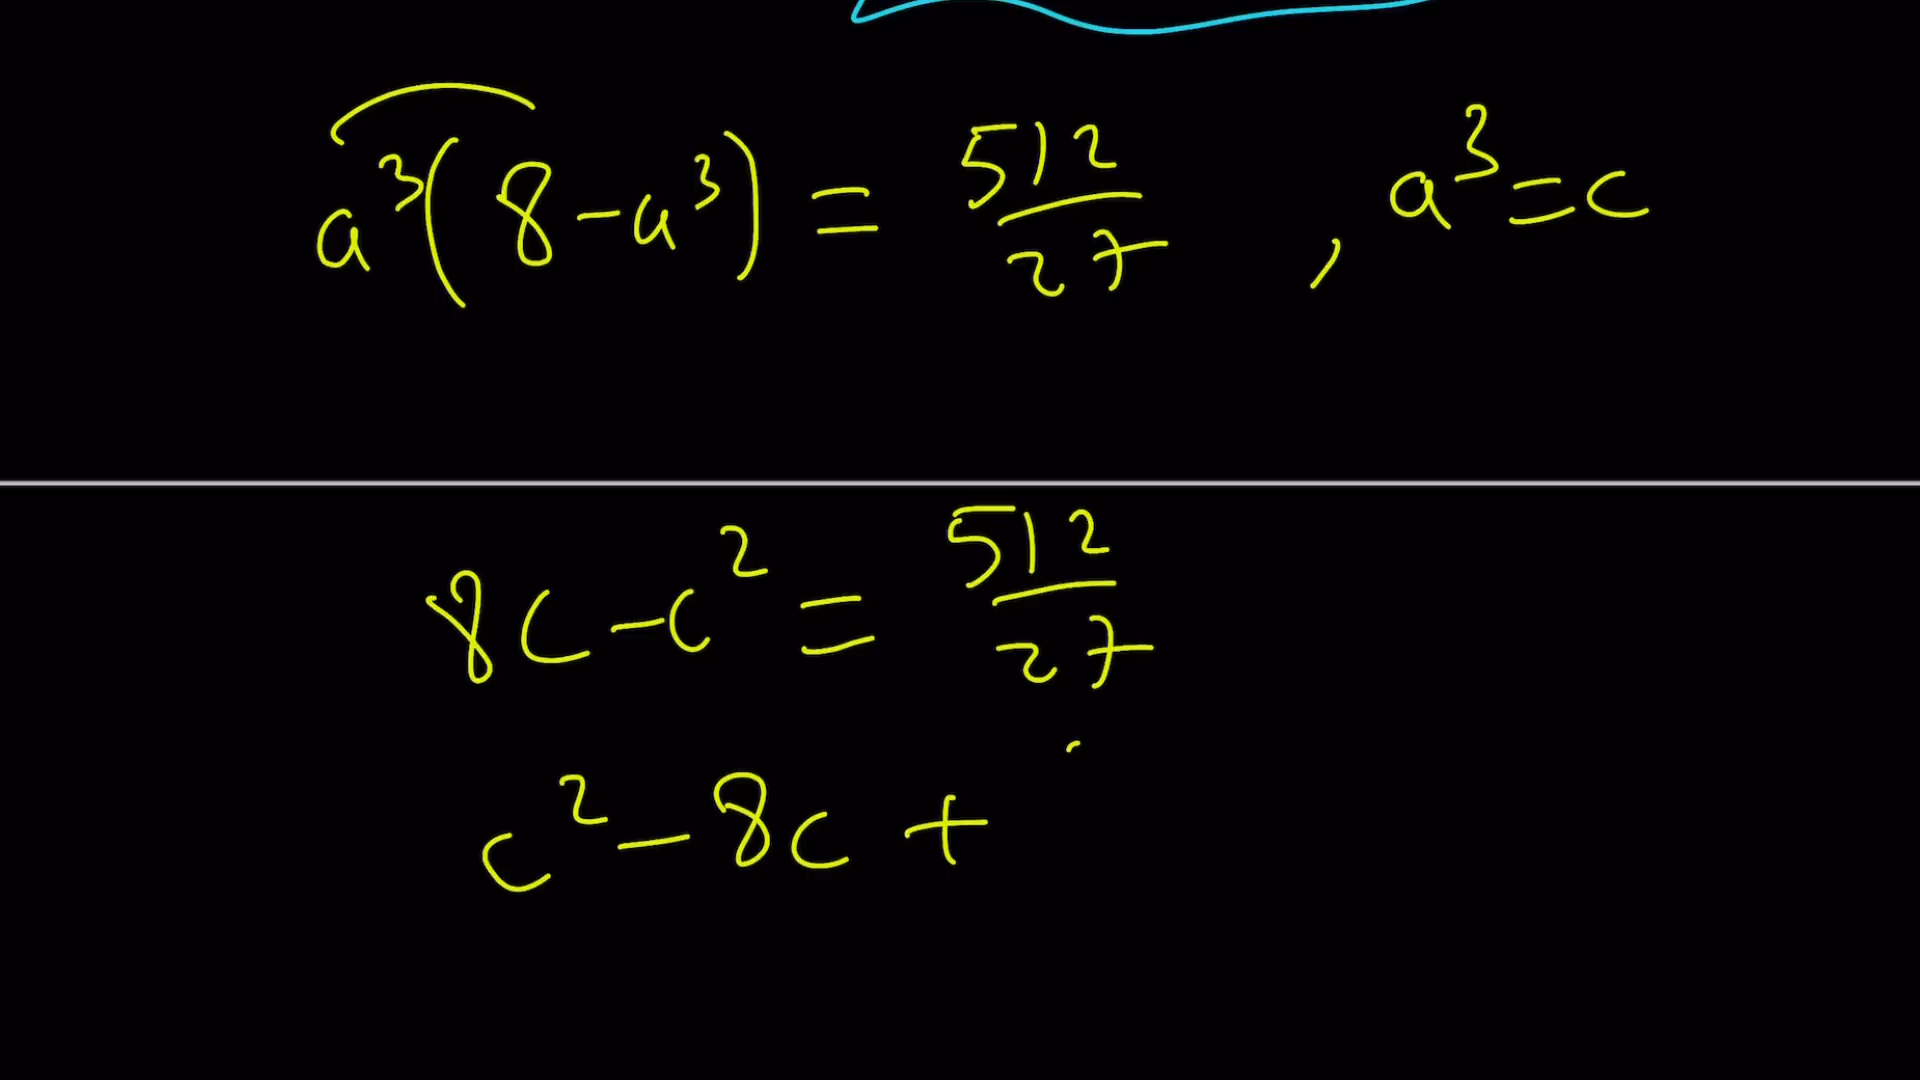 a³(8-a³) = 512/27 , a³=c
8c-c² = 512/27
c²-8c +